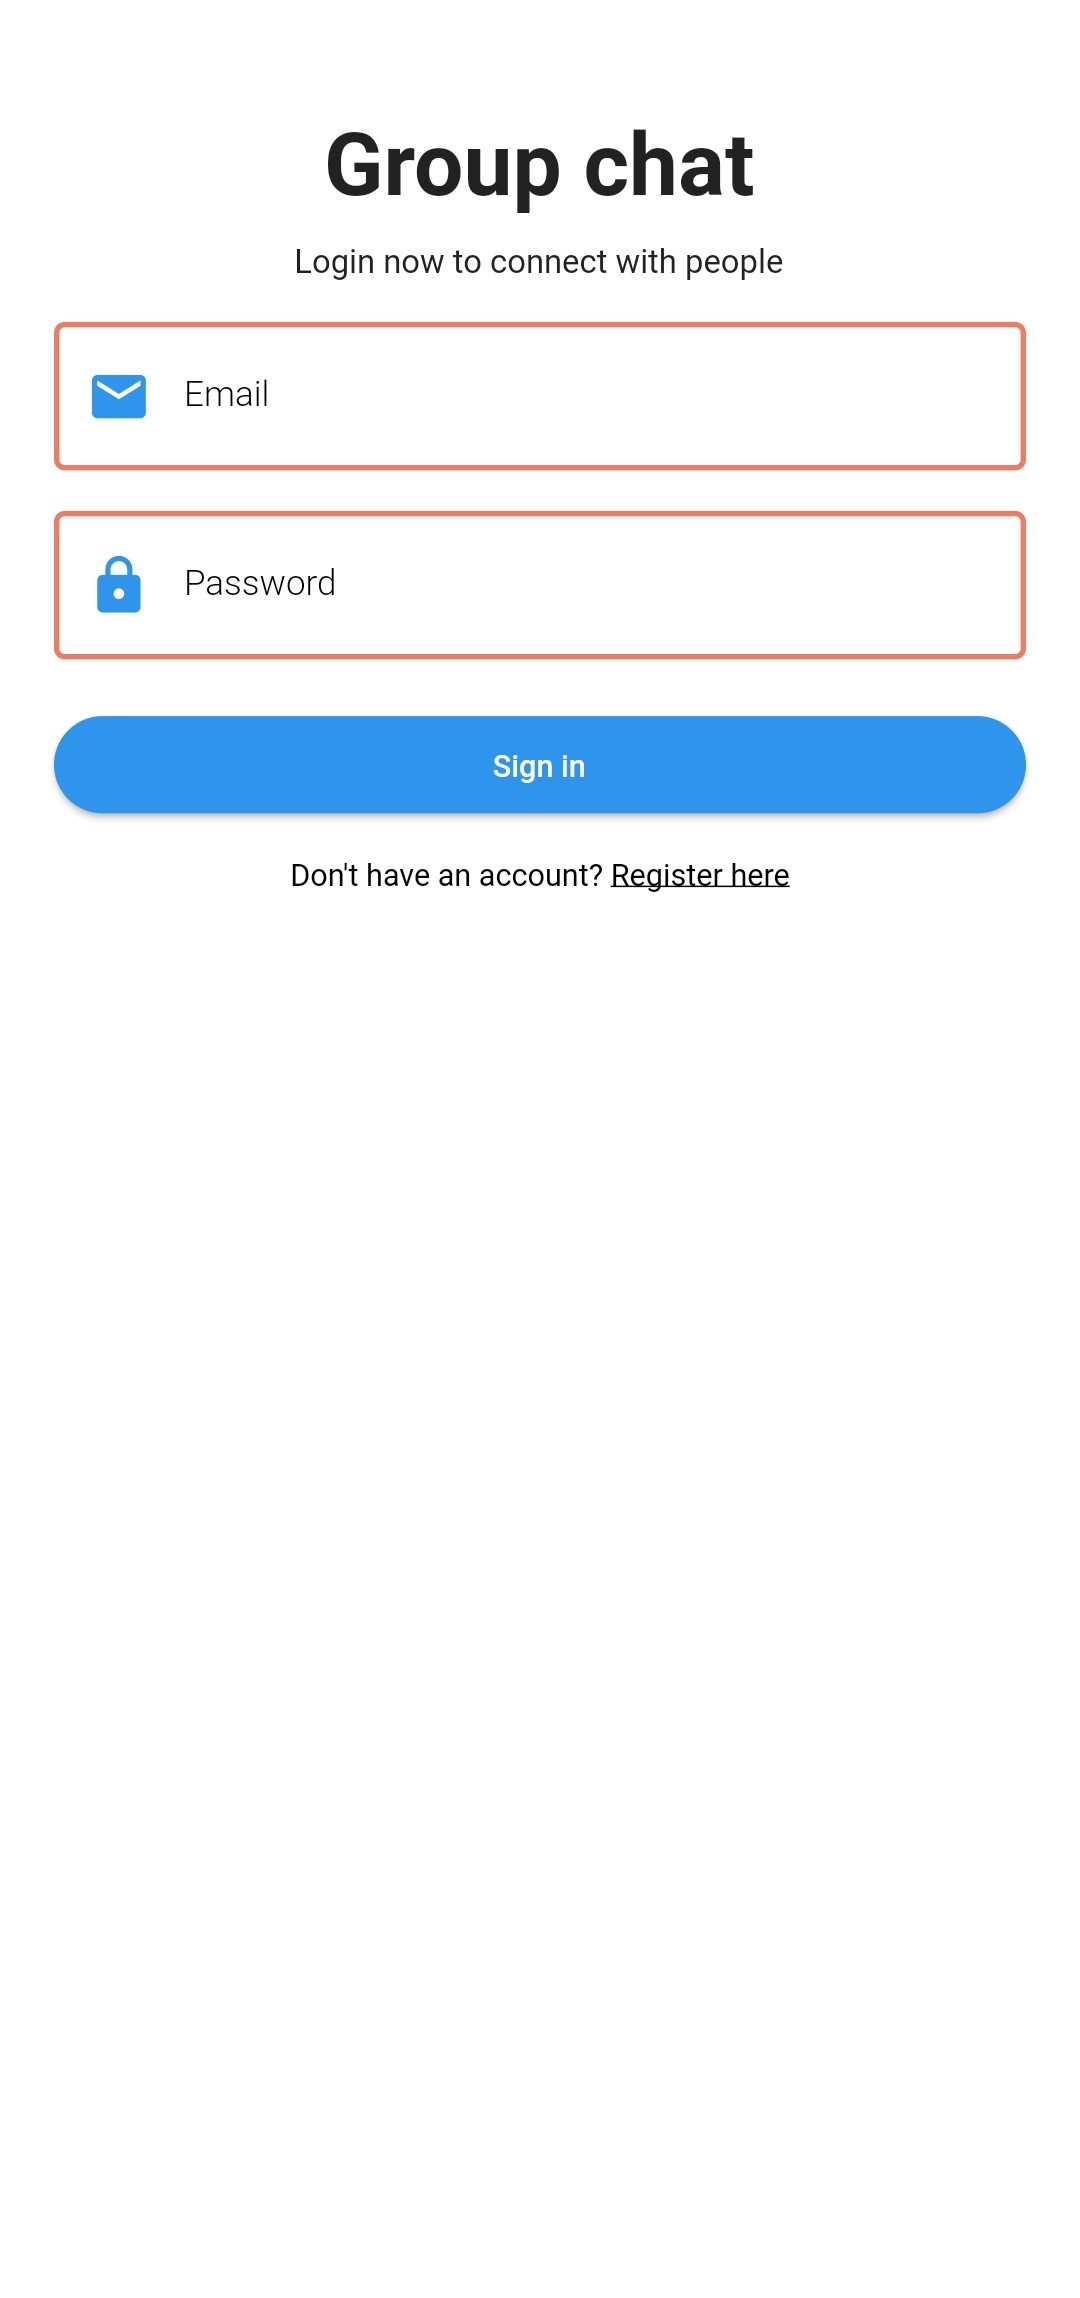 Group chat
Login now to connect with people
Email
Password
Sign in
Don't have an account? Register here